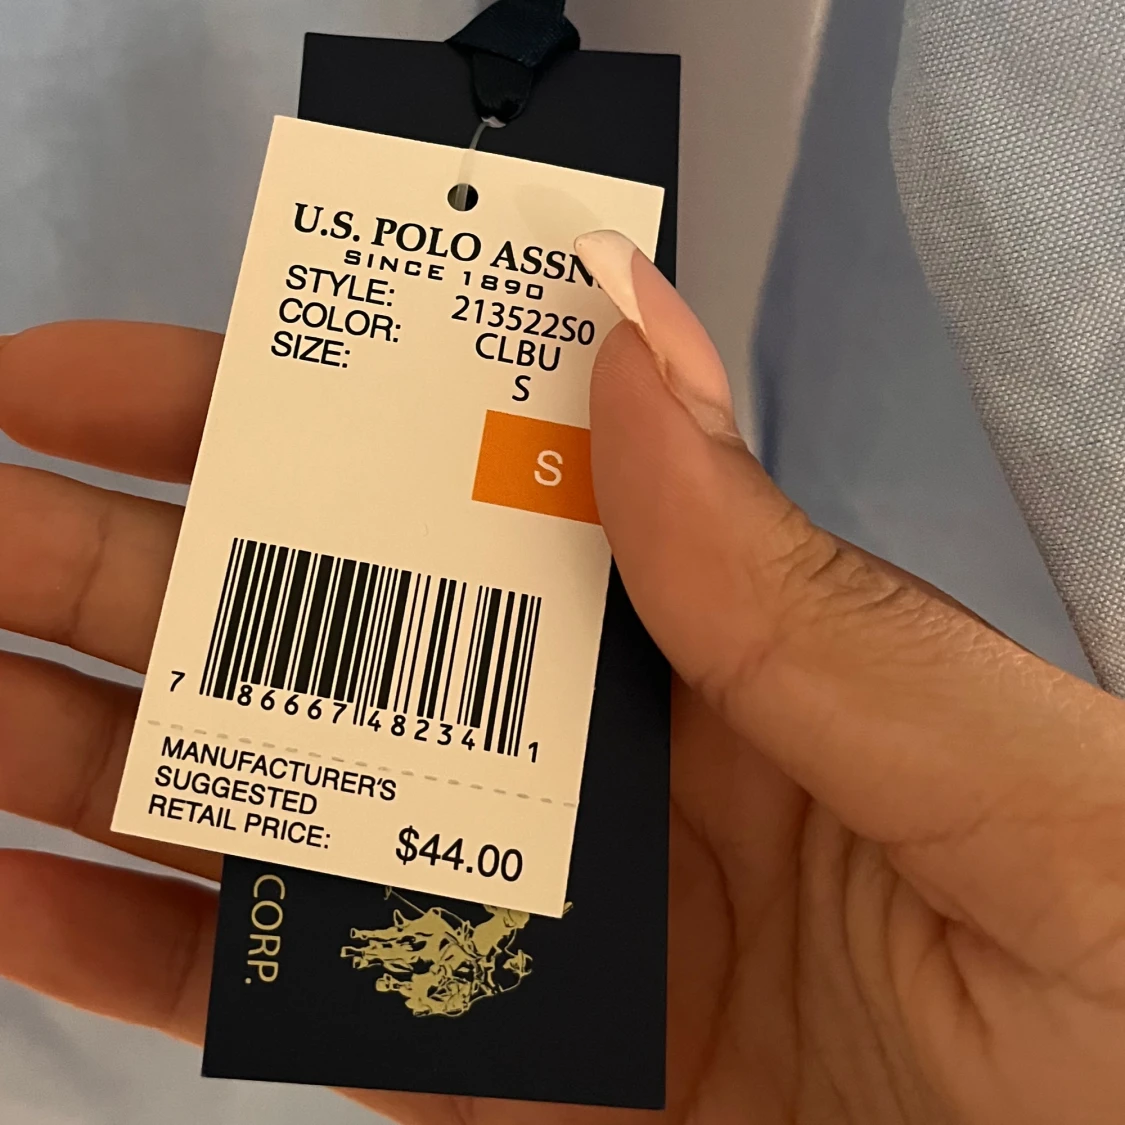 U.S. POLO ASSN.
SINCE 1890
STYLE: 213522S0
COLOR: CLBU
SIZE: S
S
7 86667 48234 1
MANUFACTURER'S
SUGGESTED
RETAIL PRICE: $44.00
CORP.